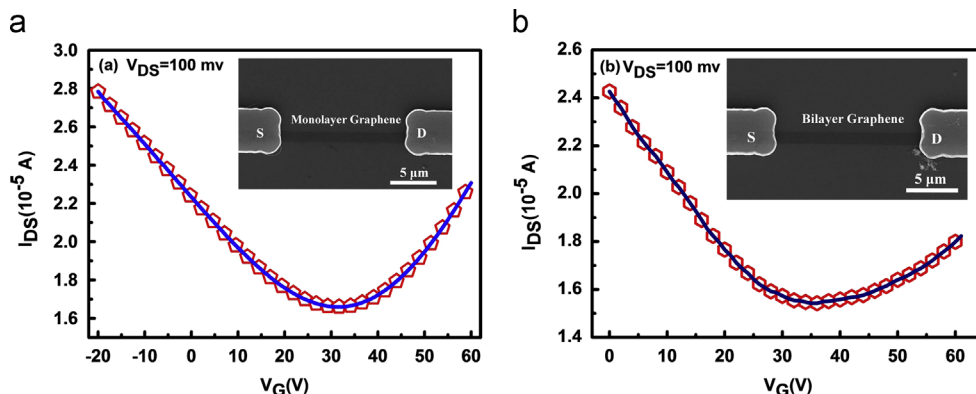 a
(a) V_DS=100 mv
I_DS(10^-5 A)
3.0
2.8
2.6
2.4
2.2
2.0
1.8
1.6
S
Monolayer Graphene
D
5 µm
-20 -10 0 10 20 30 40 50 60
V_G(V)
b
(b) V_DS=100 mv
I_DS(10^-5 A)
2.6
2.4
2.2
2.0
1.8
1.6
1.4
S
Bilayer Graphene
D
5 µm
0 10 20 30 40 50 60
V_G(V)